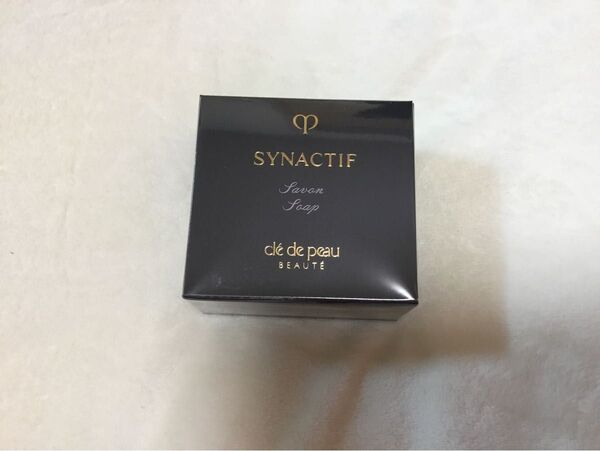 SYNACTIF
Savon
Soap
clé de peau
BEAUTÉ